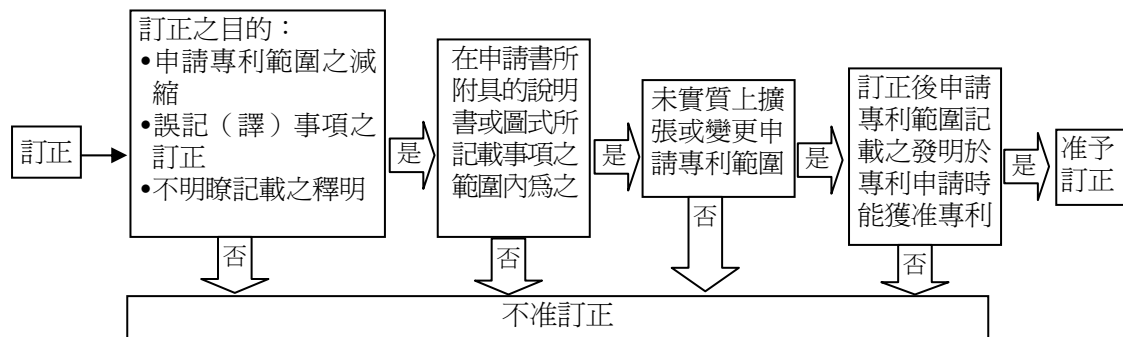 訂正
訂正之目的：
•申請專利範圍之減
縮
•誤記（譯）事項之
訂正
•不明瞭記載之釋明
是
在申請書所
附具的說明
書或圖式所
記載事項之
範圍內為之
是
未實質上擴
張或變更申
請專利範圍
是
訂正後申請
專利範圍記
載之發明於
專利申請時
能獲准專利
是
准予
訂正
否
否
否
否
不准訂正